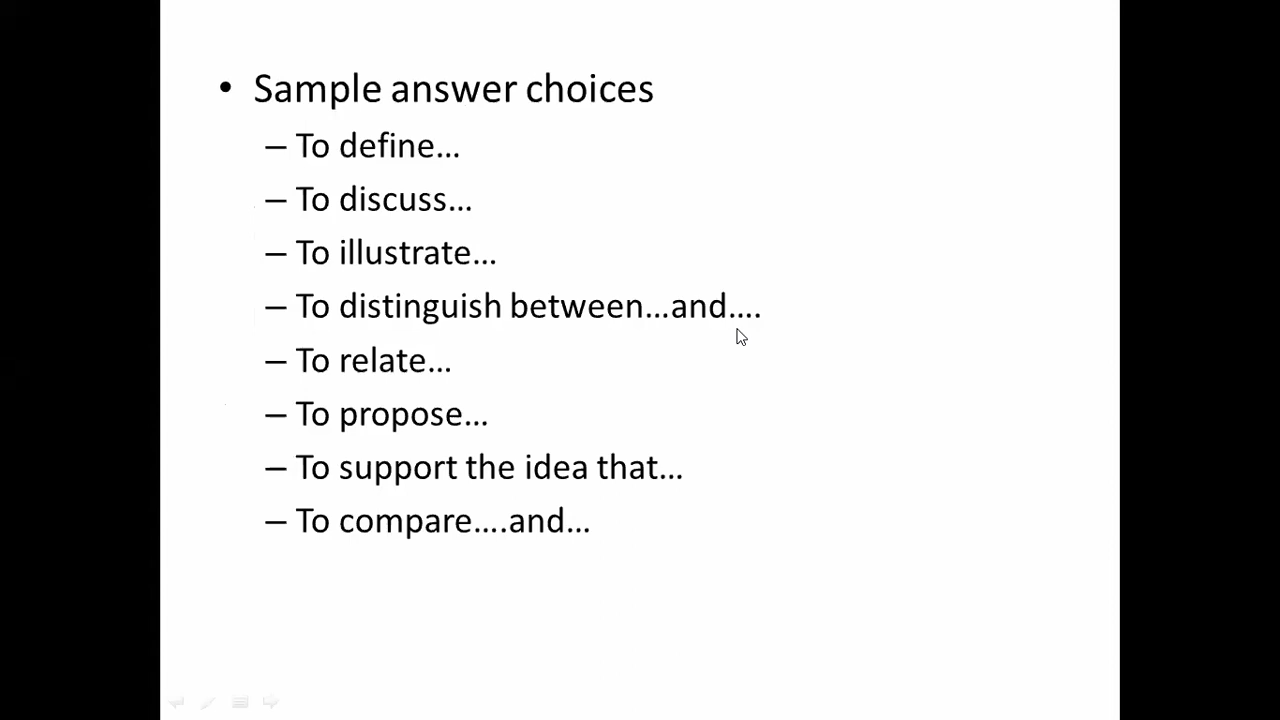 • Sample answer choices
– To define…
– To discuss…
– To illustrate…
– To distinguish between…and….
– To relate…
– To propose…
– To support the idea that…
– To compare….and…